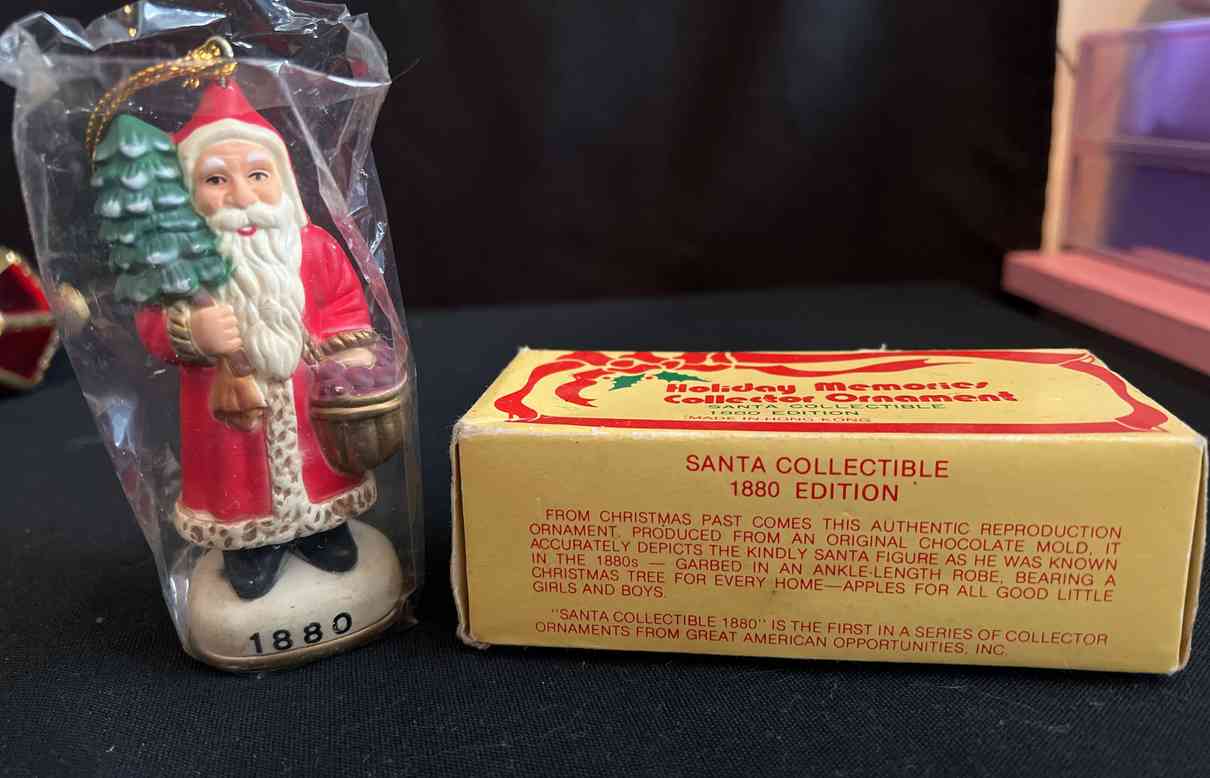 1880
Holiday Memories
Collector Ornament
SANTA COLLECTIBLE
1880 EDITION
MADE IN HONG KONG
SANTA COLLECTIBLE
1880 EDITION
FROM CHRISTMAS PAST COMES THIS AUTHENTIC REPRODUCTION
ORNAMENT. PRODUCED FROM AN ORIGINAL CHOCOLATE MOLD, IT
ACCURATELY DEPICTS THE KINDLY SANTA FIGURE AS HE WAS KNOWN
IN THE 1880s — GARBED IN AN ANKLE-LENGTH ROBE, BEARING A
CHRISTMAS TREE FOR EVERY HOME—APPLES FOR ALL GOOD LITTLE
GIRLS AND BOYS.
"SANTA COLLECTIBLE 1880" IS THE FIRST IN A SERIES OF COLLECTOR
ORNAMENTS FROM GREAT AMERICAN OPPORTUNITIES, INC.